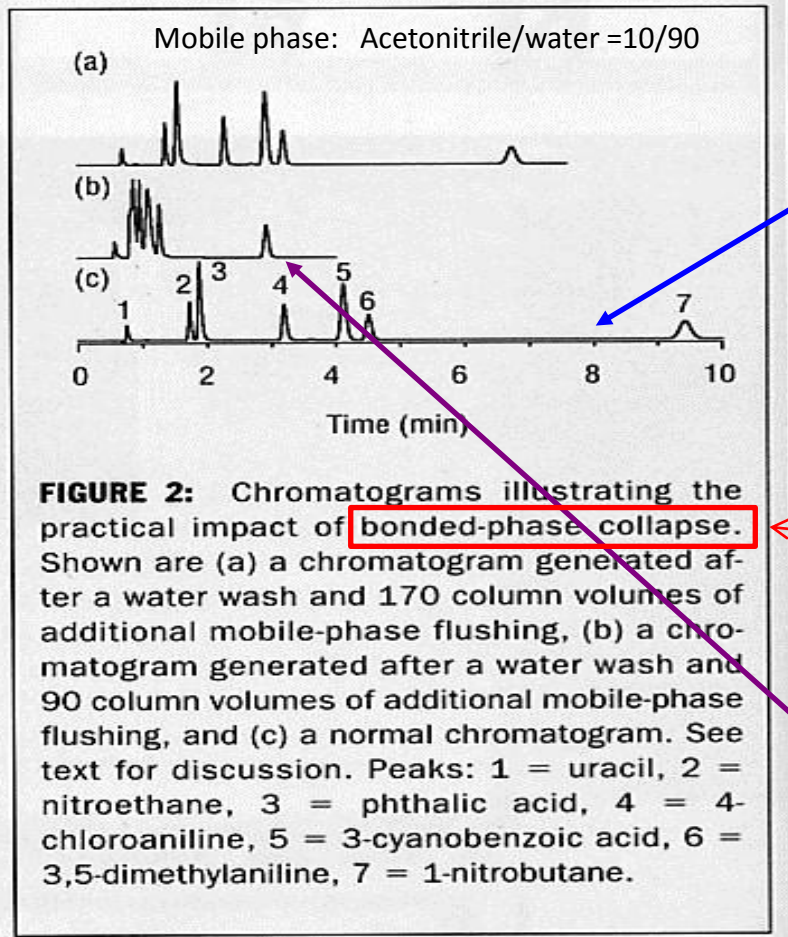 Mobile phase:   Acetonitrile/water =10/90
(a)
(b)
(c)
1 2 3 4 5 6 7
0 2 4 6 8 10
Time (min)
FIGURE 2: Chromatograms illustrating the
practical impact of bonded-phase collapse.
Shown are (a) a chromatogram generated af-
ter a water wash and 170 column volumes of
additional mobile-phase flushing, (b) a chro-
matogram generated after a water wash and
90 column volumes of additional mobile-phase
flushing, and (c) a normal chromatogram. See
text for discussion. Peaks: 1 = uracil, 2 =
nitroethane, 3 = phthalic acid, 4 = 4-
chloroaniline, 5 = 3-cyanobenzoic acid, 6 =
3,5-dimethylaniline, 7 = 1-nitrobutane.